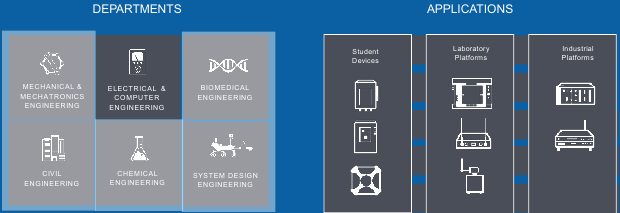 DEPARTMENTS
APPLICATIONS
MECHANICAL &
MECHATRONICS
ENGINEERING
ELECTRICAL &
COMPUTER
ENGINEERING
BIOMEDICAL
ENGINEERING
CIVIL
ENGINEERING
CHEMICAL
ENGINEERING
SYSTEM DESIGN
ENGINEERING
Student
Devices
Laboratory
Platforms
Industrial
Platforms